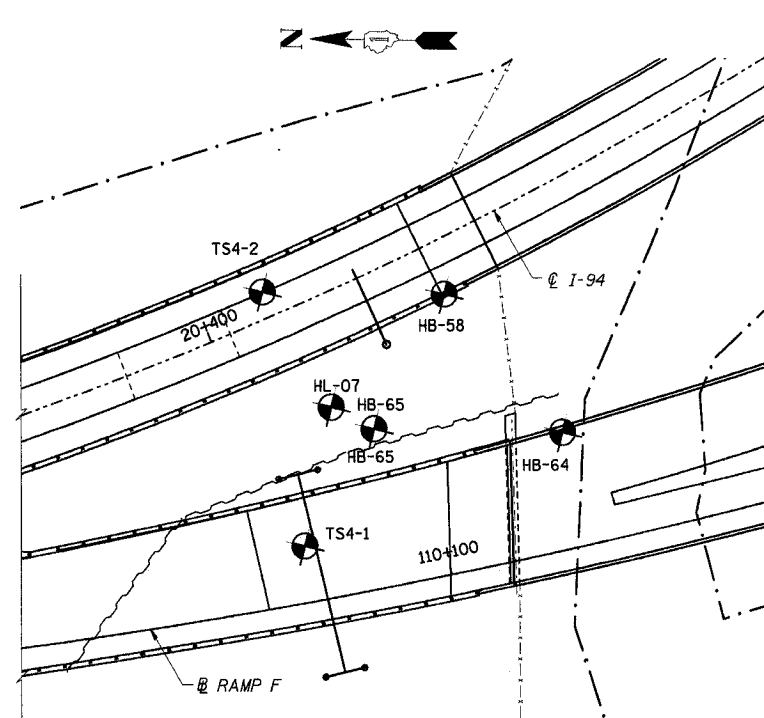 N
TS4-2
20+400
℄ I-94
HB-58
HL-07
HB-65
HB-65
HB-64
TS4-1
110+100
B RAMP F